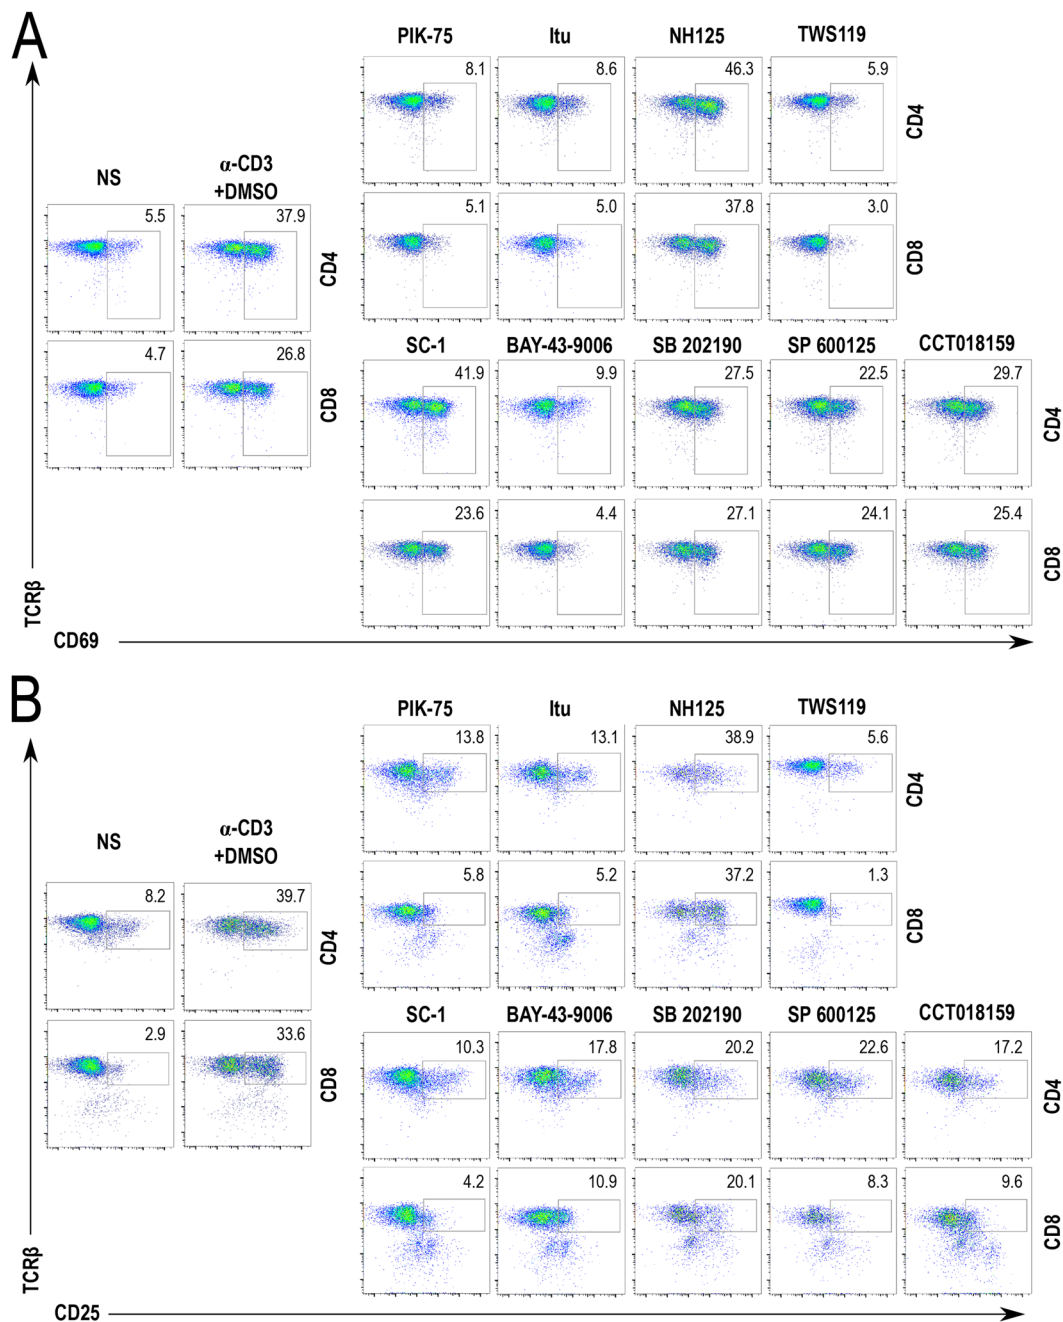 A
PIK-75 Itu NH125 TWS119
8.1 8.6 46.3 5.9
CD4
NS α-CD3
+DMSO
5.1 5.0 37.8 3.0
CD8
5.5 37.9
CD4
4.7 26.8
CD8
SC-1 BAY-43-9006 SB 202190 SP 600125 CCT018159
41.9 9.9 27.5 22.5 29.7
CD4
23.6 4.4 27.1 24.1 25.4
CD8
TCRβ
CD69
B
PIK-75 Itu NH125 TWS119
13.8 13.1 38.9 5.6
CD4
NS α-CD3
+DMSO
5.8 5.2 37.2 1.3
CD8
8.2 39.7
CD4
2.9 33.6
CD8
SC-1 BAY-43-9006 SB 202190 SP 600125 CCT018159
10.3 17.8 20.2 22.6 17.2
CD4
4.2 10.9 20.1 8.3 9.6
CD8
TCRβ
CD25